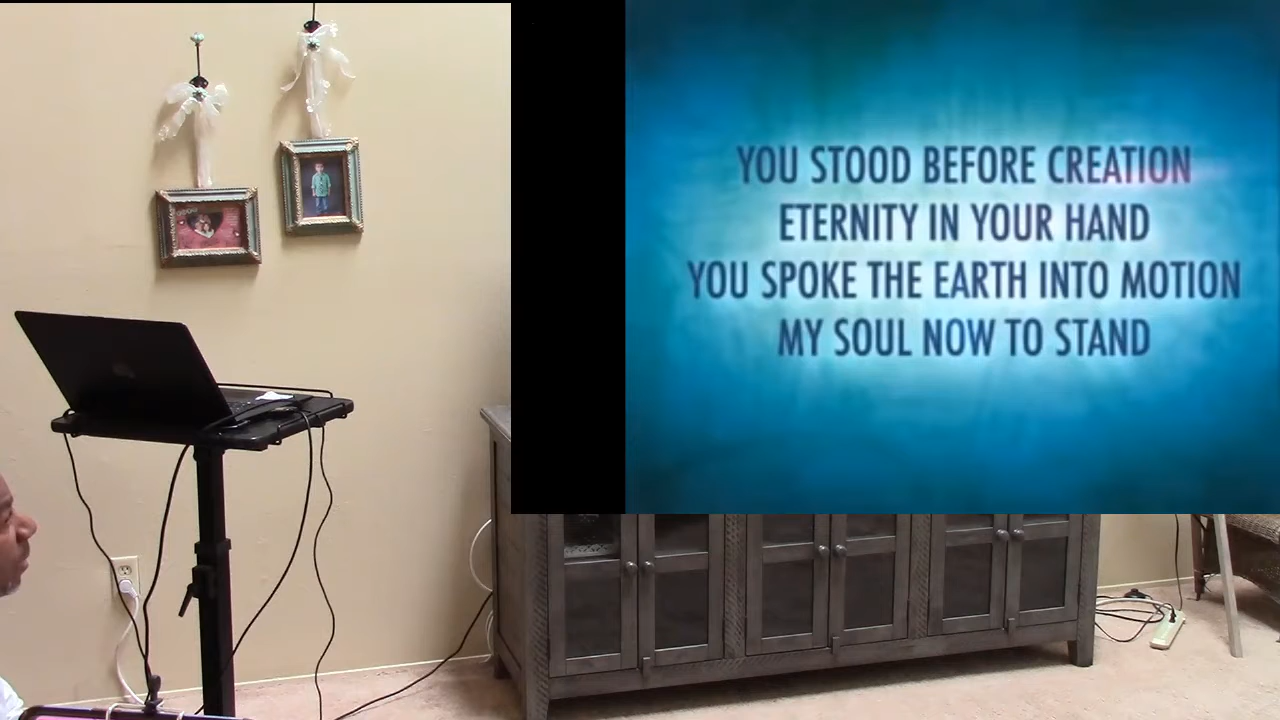 YOU STOOD BEFORE CREATION
ETERNITY IN YOUR HAND
YOU SPOKE THE EARTH INTO MOTION
MY SOUL NOW TO STAND